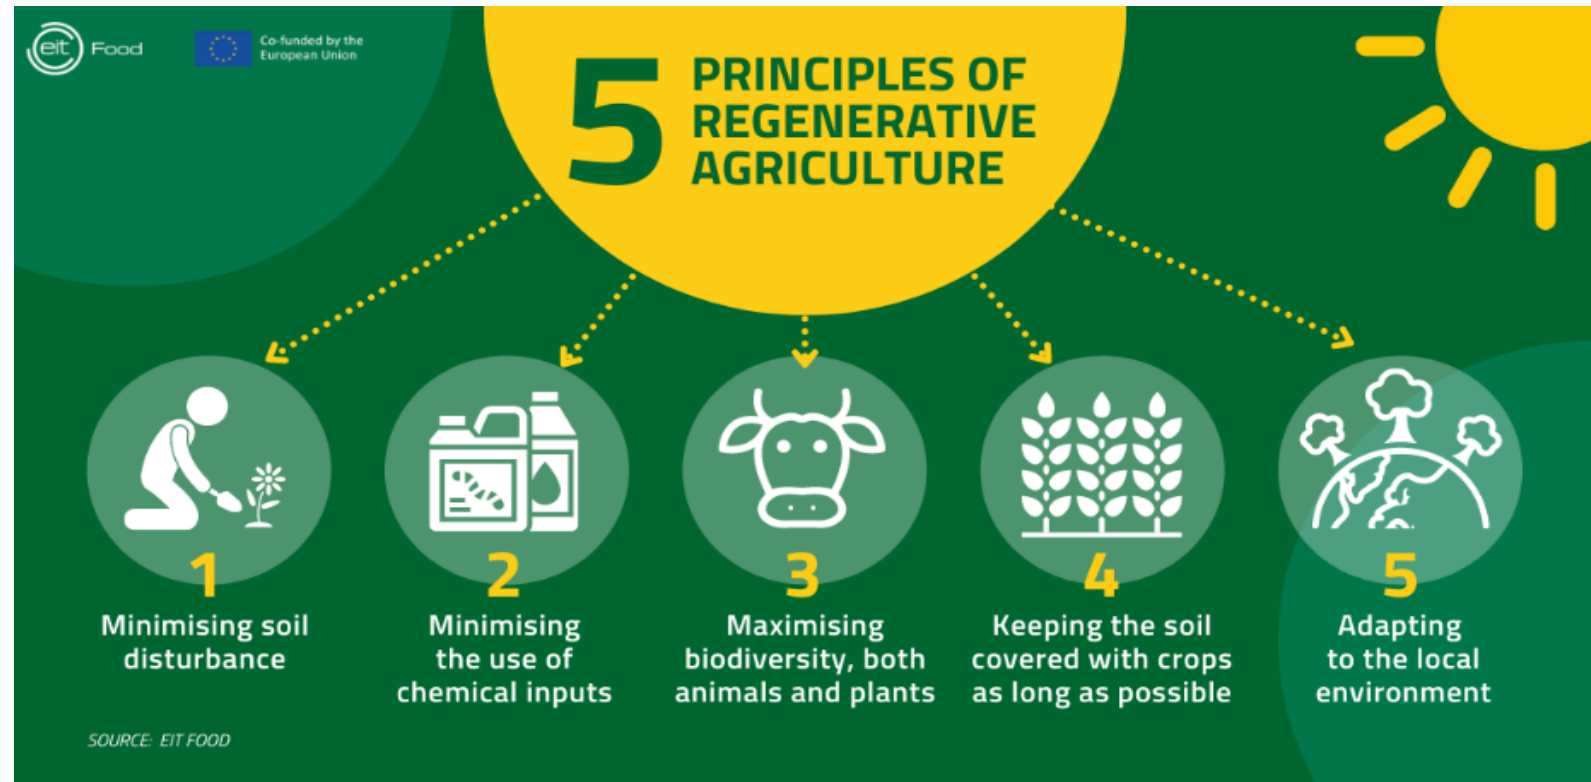 eit Food
Co-funded by the
European Union
5
PRINCIPLES OF
REGENERATIVE
AGRICULTURE
1
Minimising soil
disturbance
2
Minimising
the use of
chemical inputs
3
Maximising
biodiversity, both
animals and plants
4
Keeping the soil
covered with crops
as long as possible
5
Adapting
to the local
environment
SOURCE: EIT FOOD